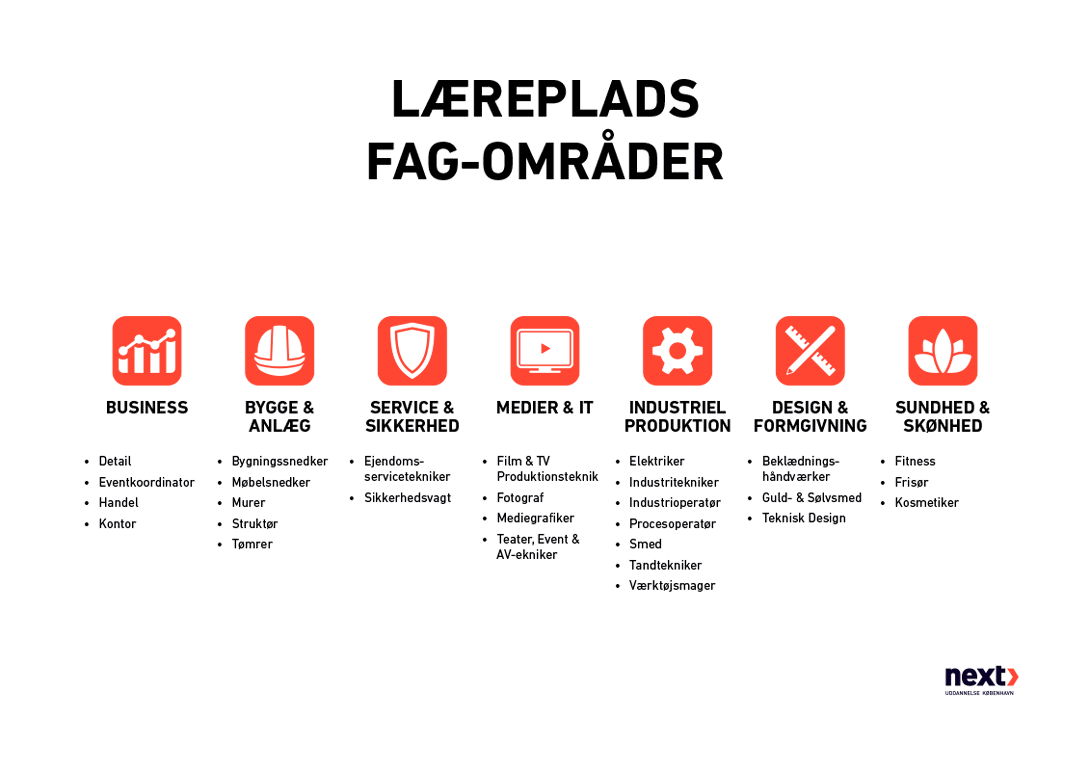 LÆREPLADS
FAG-OMRÅDER
BUSINESS
• Detail
• Eventkoordinator
• Handel
• Kontor
BYGGE &
ANLÆG
• Bygningssnedker
• Møbelsnedker
• Murer
• Struktør
• Tømrer
SERVICE &
SIKKERHED
• Ejendoms-
servicetekniker
• Sikkerhedsvagt
MEDIER & IT
• Film & TV
Produktionsteknik
• Fotograf
• Mediegrafiker
• Teater, Event &
AV-ekniker
INDUSTRIEL
PRODUKTION
• Elektriker
• Industritekniker
• Industrioperatør
• Procesoperatør
• Smed
• Tandtekniker
• Værktøjsmager
DESIGN &
FORMGIVNING
• Beklædnings-
håndværker
• Guld- & Sølvsmed
• Teknisk Design
SUNDHED &
SKØNHED
• Fitness
• Frisør
• Kosmetiker
next
UDDANNELSE KØBENHAVN